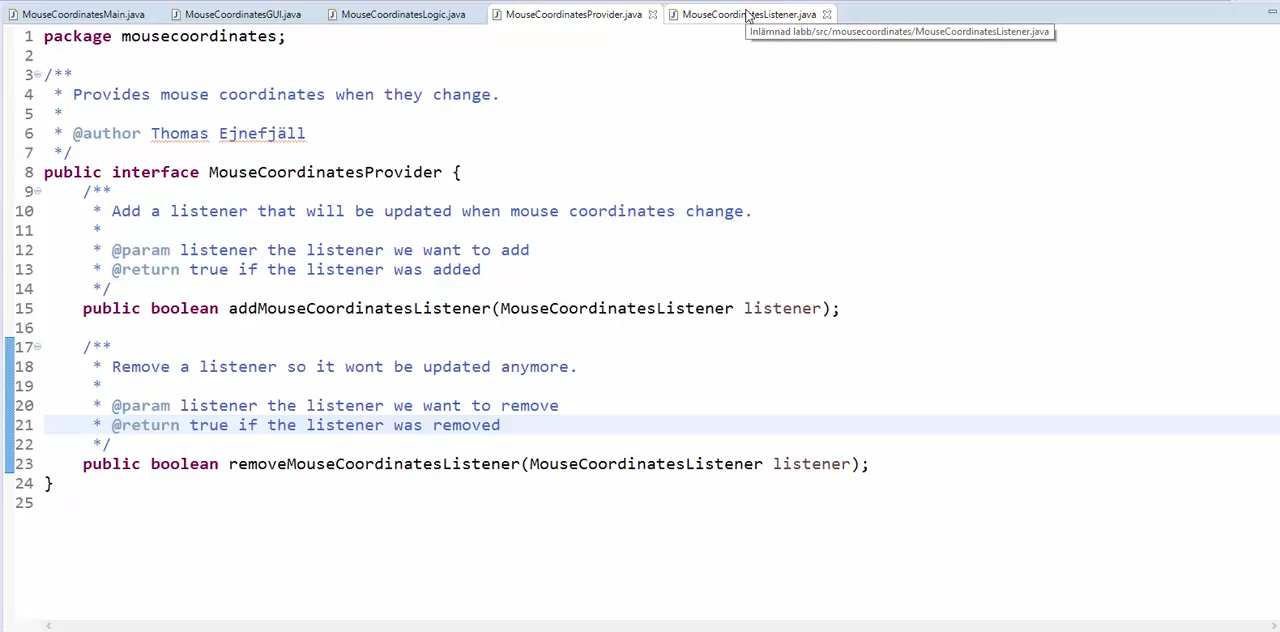 MouseCoordinatesMain.java MouseCoordinatesGUI.java MouseCoordinatesLogic.java MouseCoordinatesProvider.java MouseCoordinatesListener.java
Inlämnad labb/src/mousecoordinates/MouseCoordinatesListener.java
1 package mousecoordinates;
2
3 /**
4 * Provides mouse coordinates when they change.
5 *
6 * @author Thomas Ejnefjäll
7 */
8 public interface MouseCoordinatesProvider {
9 /**
10 * Add a listener that will be updated when mouse coordinates change.
11 *
12 * @param listener the listener we want to add
13 * @return true if the listener was added
14 */
15 public boolean addMouseCoordinatesListener(MouseCoordinatesListener listener);
16
17 /**
18 * Remove a listener so it wont be updated anymore.
19 *
20 * @param listener the listener we want to remove
21 * @return true if the listener was removed
22 */
23 public boolean removeMouseCoordinatesListener(MouseCoordinatesListener listener);
24 }
25